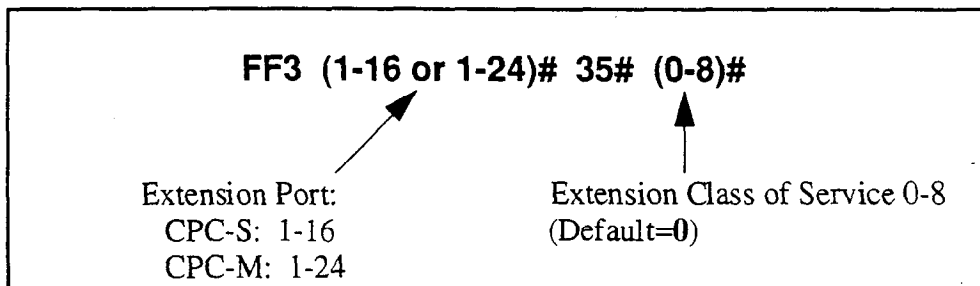 FF3 (1-16 or 1-24)# 35# (0-8)#
Extension Port:
CPC-S: 1-16
CPC-M: 1-24
Extension Class of Service 0-8
(Default=0)